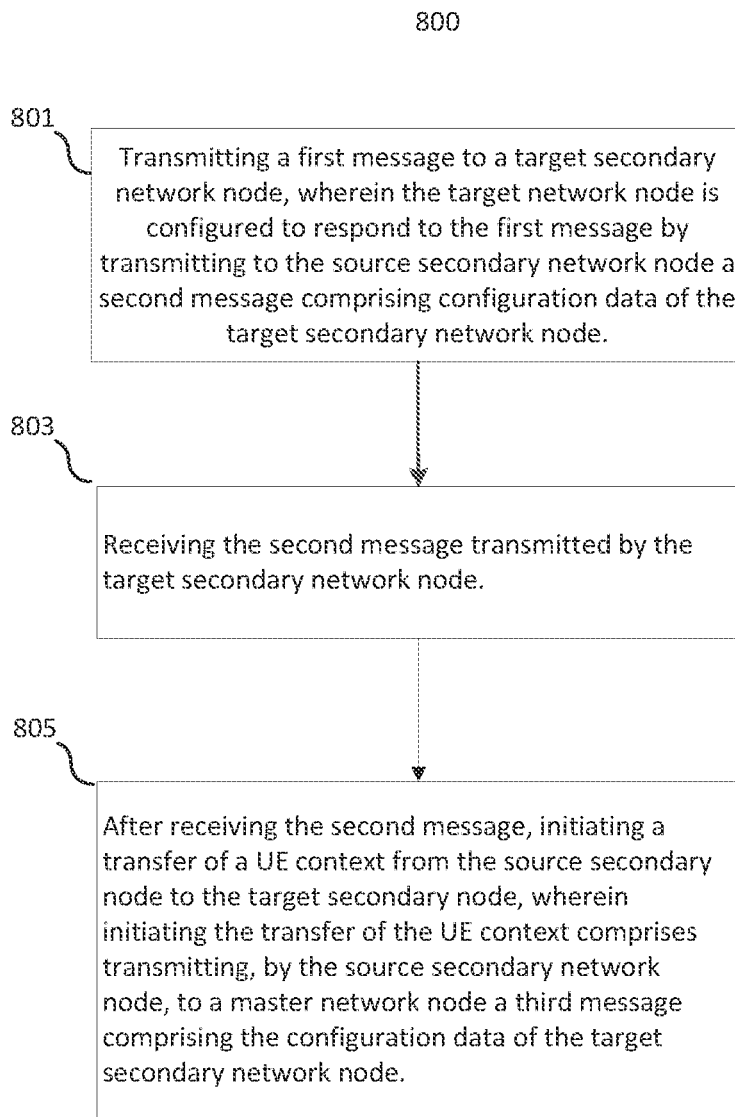 800
801
Transmitting a first message to a target secondary
network node, wherein the target network node is
configured to respond to the first message by
transmitting to the source secondary network node a
second message comprising configuration data of the
target secondary network node.
803
Receiving the second message transmitted by the
target secondary network node.
805
After receiving the second message, initiating a
transfer of a UE context from the source secondary
node to the target secondary node, wherein
initiating the transfer of the UE context comprises
transmitting, by the source secondary network
node, to a master network node a third message
comprising the configuration data of the target
secondary network node.